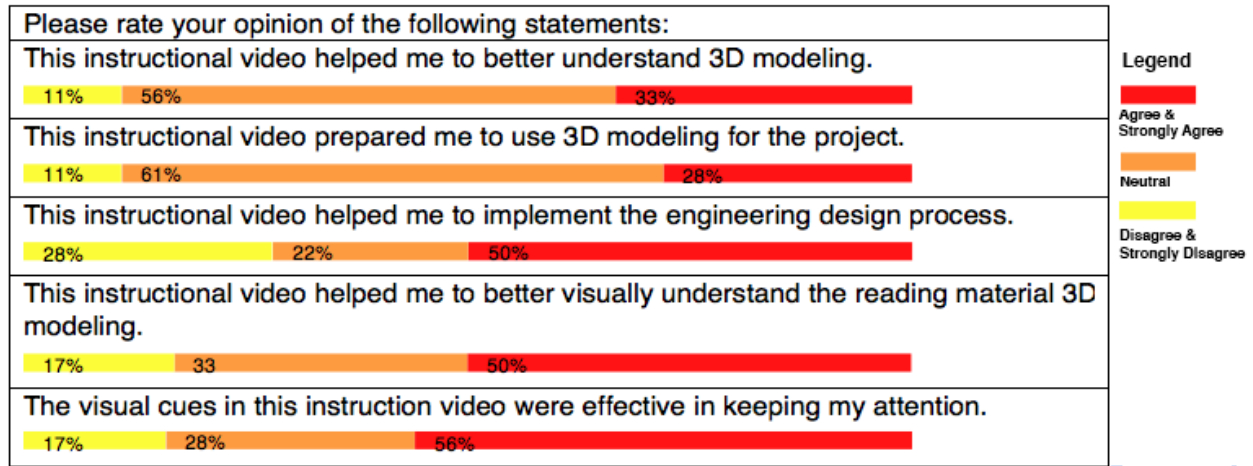 Please rate your opinion of the following statements:
This instructional video helped me to better understand 3D modeling.
11% 56% 33%
This instructional video prepared me to use 3D modeling for the project.
11% 61% 28%
This instructional video helped me to implement the engineering design process.
28% 22% 50%
This instructional video helped me to better visually understand the reading material 3D
modeling.
17% 33 50%
The visual cues in this instruction video were effective in keeping my attention.
17% 28% 56%
Legend
Agree &
Strongly Agree
Neutral
Disagree &
Strongly Disagree